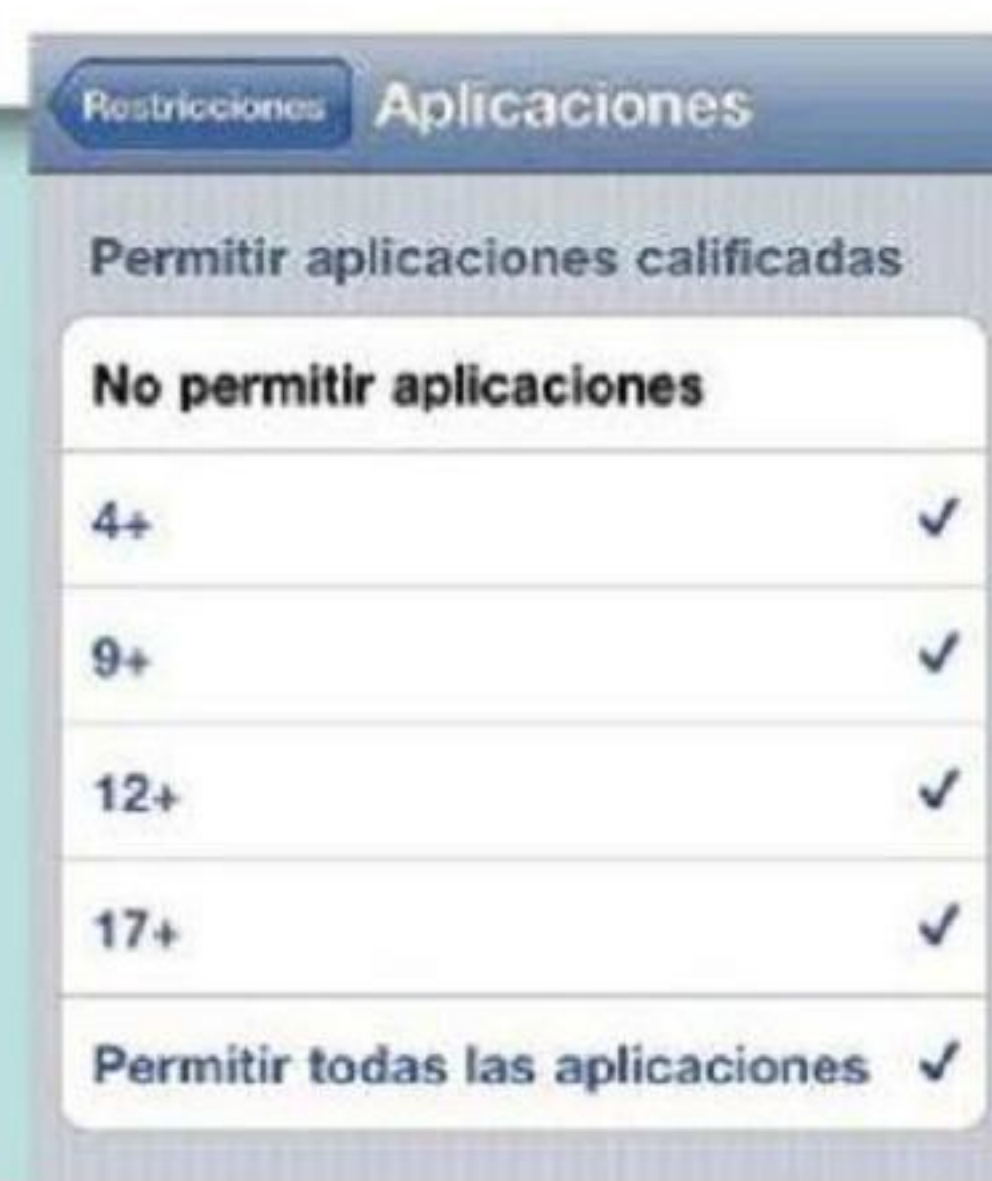 Restricciones
Aplicaciones
Permitir aplicaciones calificadas
No permitir aplicaciones
4+
9+
12+
17+
Permitir todas las aplicaciones